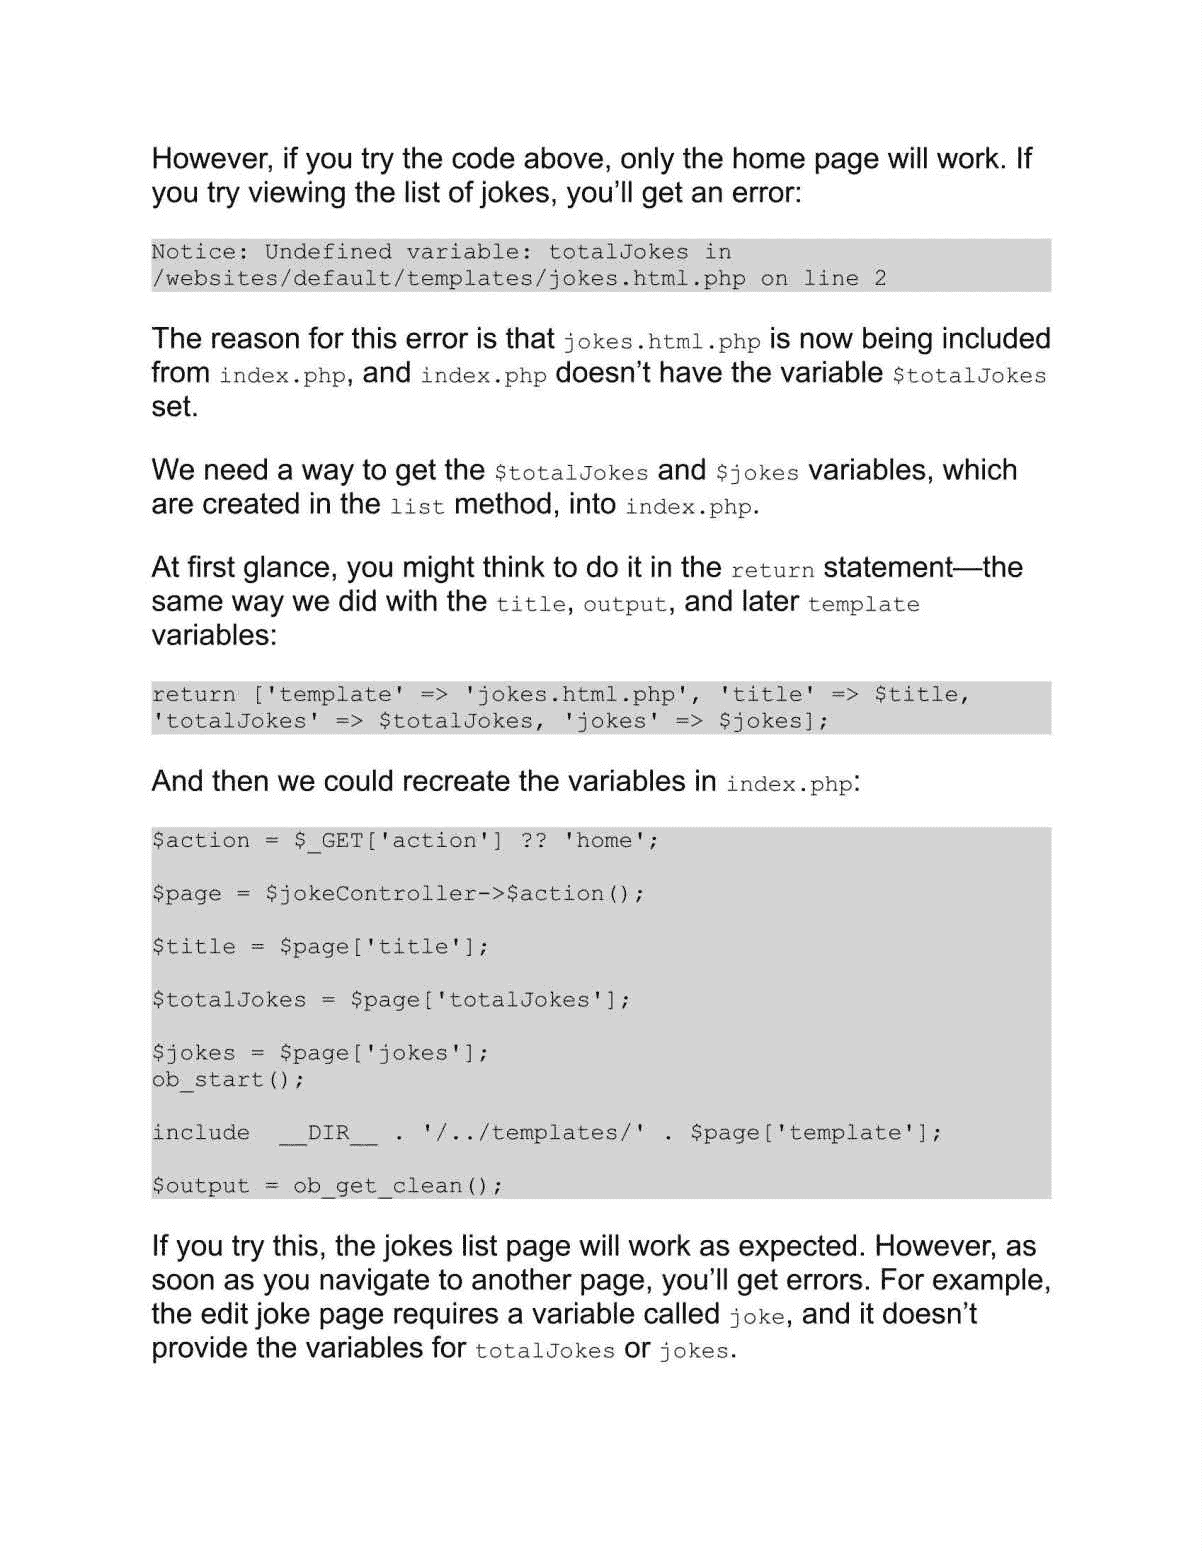 However, if you try the code above, only the home page will work. If
you try viewing the list of jokes, you’ll get an error:
Notice: Undefined variable: totalJokes in
/websites/default/templates/jokes.html.php on line 2
The reason for this error is that jokes.html.php is now being included
from index.php, and index.php doesn’t have the variable $totalJokes
set.
We need a way to get the $totalJokes and $jokes variables, which
are created in the list method, into index.php.
At first glance, you might think to do it in the return statement—the
same way we did with the title, output, and later template
variables:
return ['template' => 'jokes.html.php', 'title' => $title,
'totalJokes' => $totalJokes, 'jokes' => $jokes];
And then we could recreate the variables in index.php:
$action = $_GET['action'] ?? 'home';
$page = $jokeController->$action();
$title = $page['title'];
$totalJokes = $page['totalJokes'];
$jokes = $page['jokes'];
ob_start();
include  __DIR__ . '/../templates/' . $page['template'];
$output = ob_get_clean();
If you try this, the jokes list page will work as expected. However, as
soon as you navigate to another page, you’ll get errors. For example,
the edit joke page requires a variable called joke, and it doesn’t
provide the variables for totalJokes or jokes.